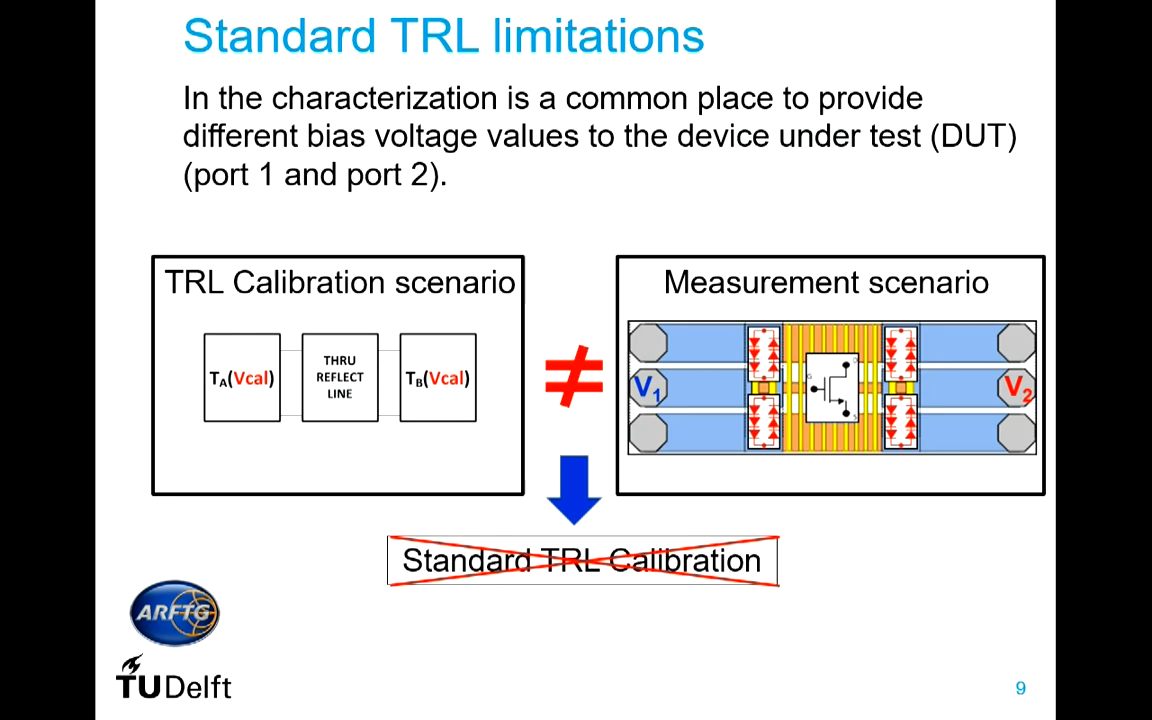 Standard TRL limitations
In the characterization is a common place to provide
different bias voltage values to the device under test (DUT)
(port 1 and port 2).
TRL Calibration scenario
TA(Vcal)
THRU
REFLECT
LINE
TB(Vcal)
≠
Measurement scenario
V1
V2
Standard TRL Calibration
ARFTG
TUDelft
9